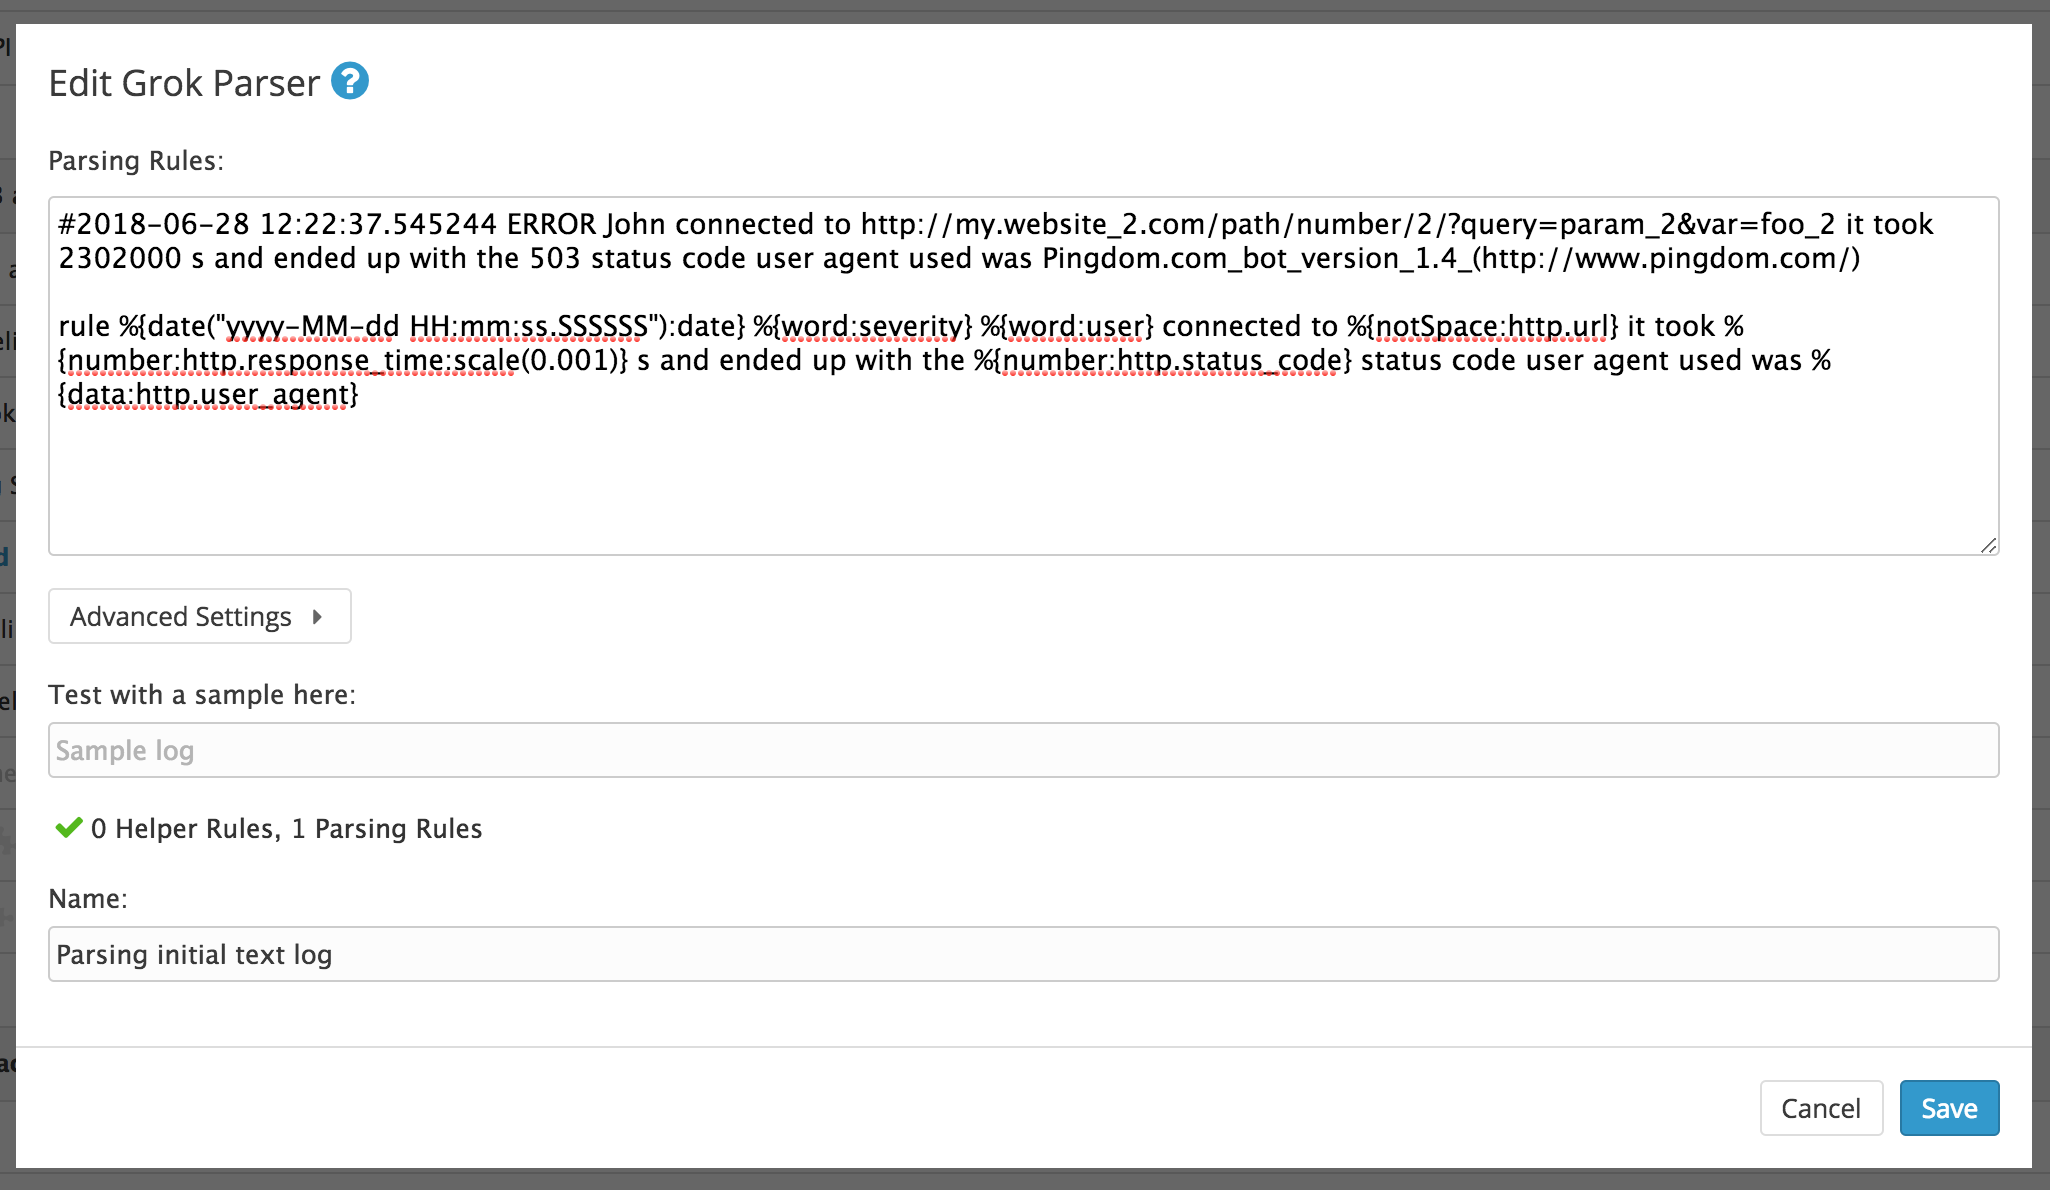 Edit Grok Parser ?
Parsing Rules:
#2018-06-28 12:22:37.545244 ERROR John connected to http://my.website_2.com/path/number/2/?query=param_2&var=foo_2 it took
2302000 s and ended up with the 503 status code user agent used was Pingdom.com_bot_version_1.4_(http://www.pingdom.com/)
rule %{date("yyyy-MM-dd HH:mm:ss.SSSSSS"):date} %{word:severity} %{word:user} connected to %{notSpace:http.url} it took %
{number:http.response_time:scale(0.001)} s and ended up with the %{number:http.status_code} status code user agent used was %
{data:http.user_agent}
Advanced Settings
Test with a sample here:
Sample log
0 Helper Rules, 1 Parsing Rules
Name:
Parsing initial text log
Cancel
Save